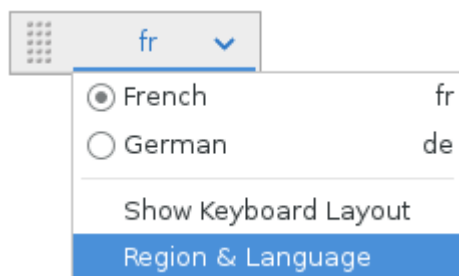 fr
French fr
German de
Show Keyboard Layout
Region & Language